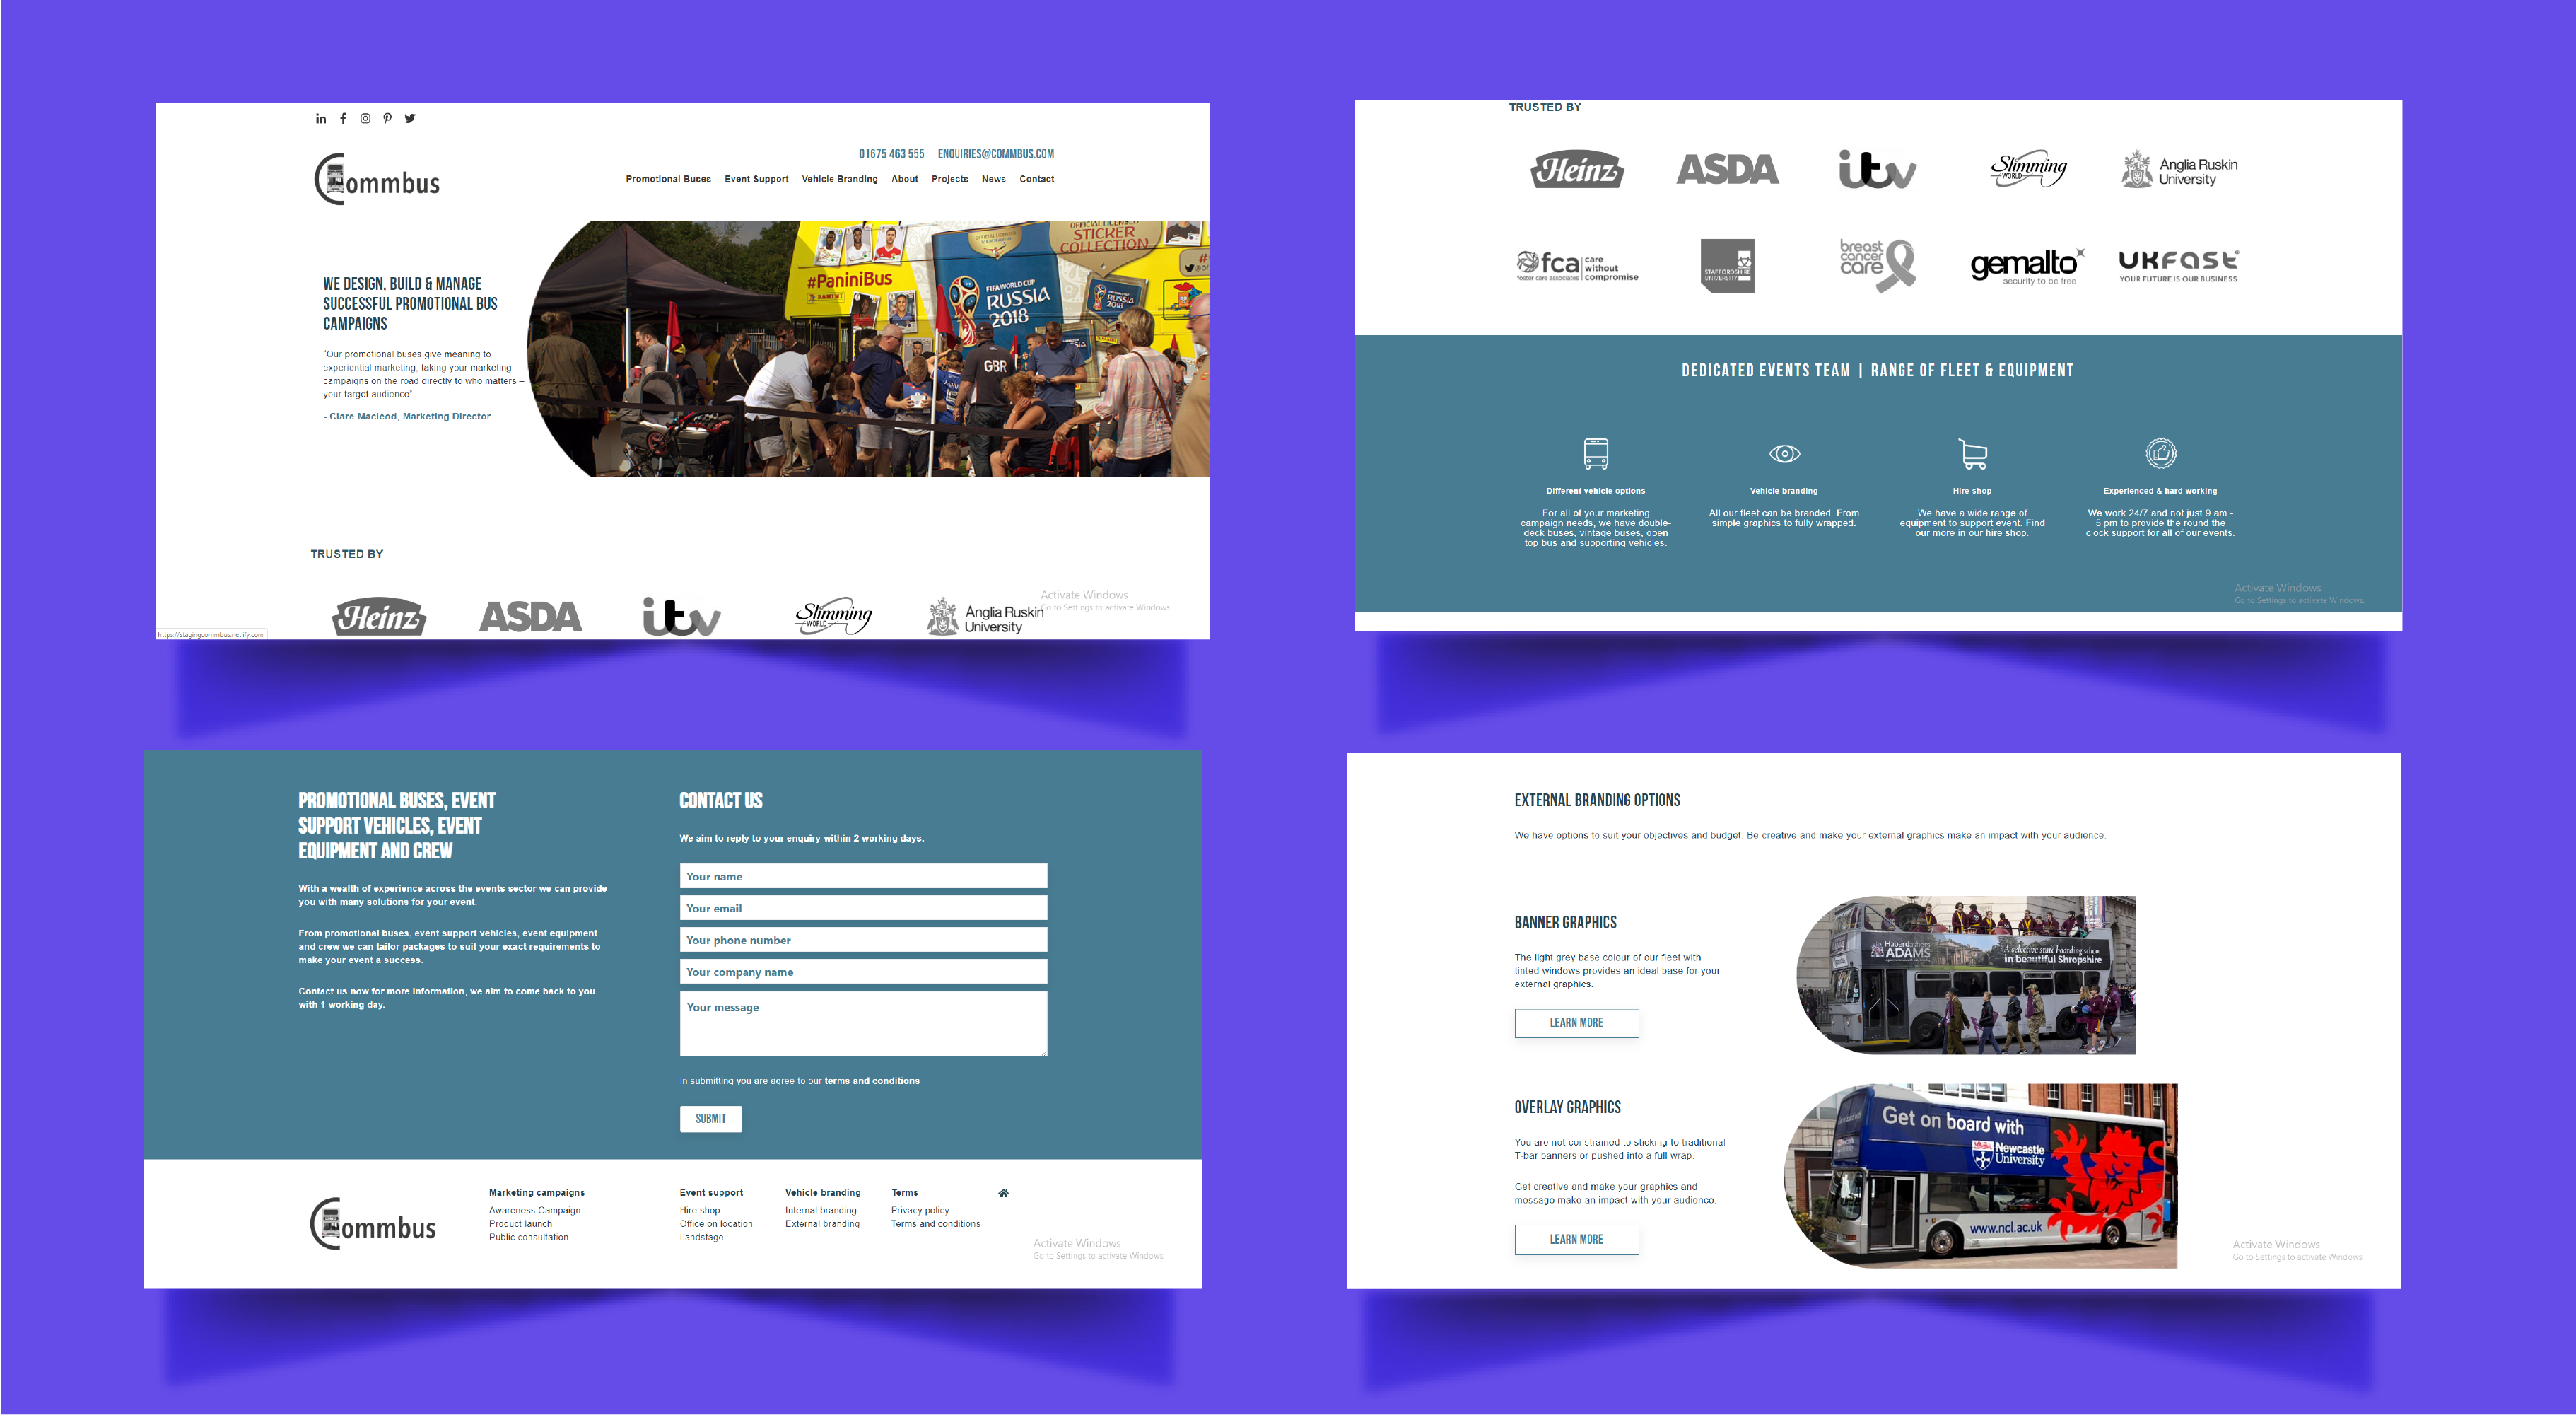 ommbus
01675 463 555 ENQUIRIES@COMMBUS.COM
Promotional Buses Event Support Vehicle Branding About Projects News Contact
WE DESIGN, BUILD & MANAGE
SUCCESSFUL PROMOTIONAL BUS
CAMPAIGNS
"Our promotional buses give meaning to
experiential marketing, taking your marketing
campaigns on the road directly to who matters –
your target audience"
- Clare Macleod, Marketing Director
OFFICIAL LICENSED
STICKER
COLLECTION
#PaniniBus
PANINI
FIFA WORLD CUP
RUSSIA
2018
RUSSIA
2018
GBR
TRUSTED BY
Heinz ASDA itv Slimming WORLD Anglia Ruskin
University
Activate Windows
Go to Settings to activate Windows.
https://stagingcommbus.netlify.com
TRUSTED BY
Heinz ASDA itv Slimming WORLD Anglia Ruskin
University
fca care without compromise
foster care associates
STAFFORDSHIRE
UNIVERSITY
breast
cancer
care
gemalto
security to be free
UKFAST
YOUR FUTURE IS OUR BUSINESS
DEDICATED EVENTS TEAM | RANGE OF FLEET & EQUIPMENT
Different vehicle options
For all of your marketing
campaign needs, we have double-
deck buses, vintage buses, open
top bus and supporting vehicles.
Vehicle branding
All our fleet can be branded. From
simple graphics to fully wrapped.
Hire shop
We have a wide range of
equipment to support event. Find
our more in our hire shop.
Experienced & hard working
We work 24/7 and not just 9 am -
5 pm to provide the round the
clock support for all of our events.
Activate Windows
Go to Settings to activate Windows.
PROMOTIONAL BUSES, EVENT
SUPPORT VEHICLES, EVENT
EQUIPMENT AND CREW
With a wealth of experience across the events sector we can provide
you with many solutions for your event.
From promotional buses, event support vehicles, event equipment
and crew we can tailor packages to suit your exact requirements to
make your event a success.
Contact us now for more information, we aim to come back to you
with 1 working day.
CONTACT US
We aim to reply to your enquiry within 2 working days.
Your name
Your email
Your phone number
Your company name
Your message
In submitting you are agree to our terms and conditions
SUBMIT
ommbus
Marketing campaigns
Awareness Campaign
Product launch
Public consultation
Event support
Hire shop
Office on location
Landstage
Vehicle branding
Internal branding
External branding
Terms
Privacy policy
Terms and conditions
Activate Windows
Go to Settings to activate Windows.
EXTERNAL BRANDING OPTIONS
We have options to suit your objectives and budget. Be creative and make your external graphics make an impact with your audience.
BANNER GRAPHICS
The light grey base colour of our fleet with
tinted windows provides an ideal base for your
external graphics.
LEARN MORE
Haberdashers'
ADAMS
A selective state boarding school
in beautiful Shropshire
OVERLAY GRAPHICS
You are not constrained to sticking to traditional
T-bar banners or pushed into a full wrap.
Get creative and make your graphics and
message make an impact with your audience.
LEARN MORE
Get on board with
Newcastle
University
www.ncl.ac.uk
Activate Windows
Go to Settings to activate Windows.